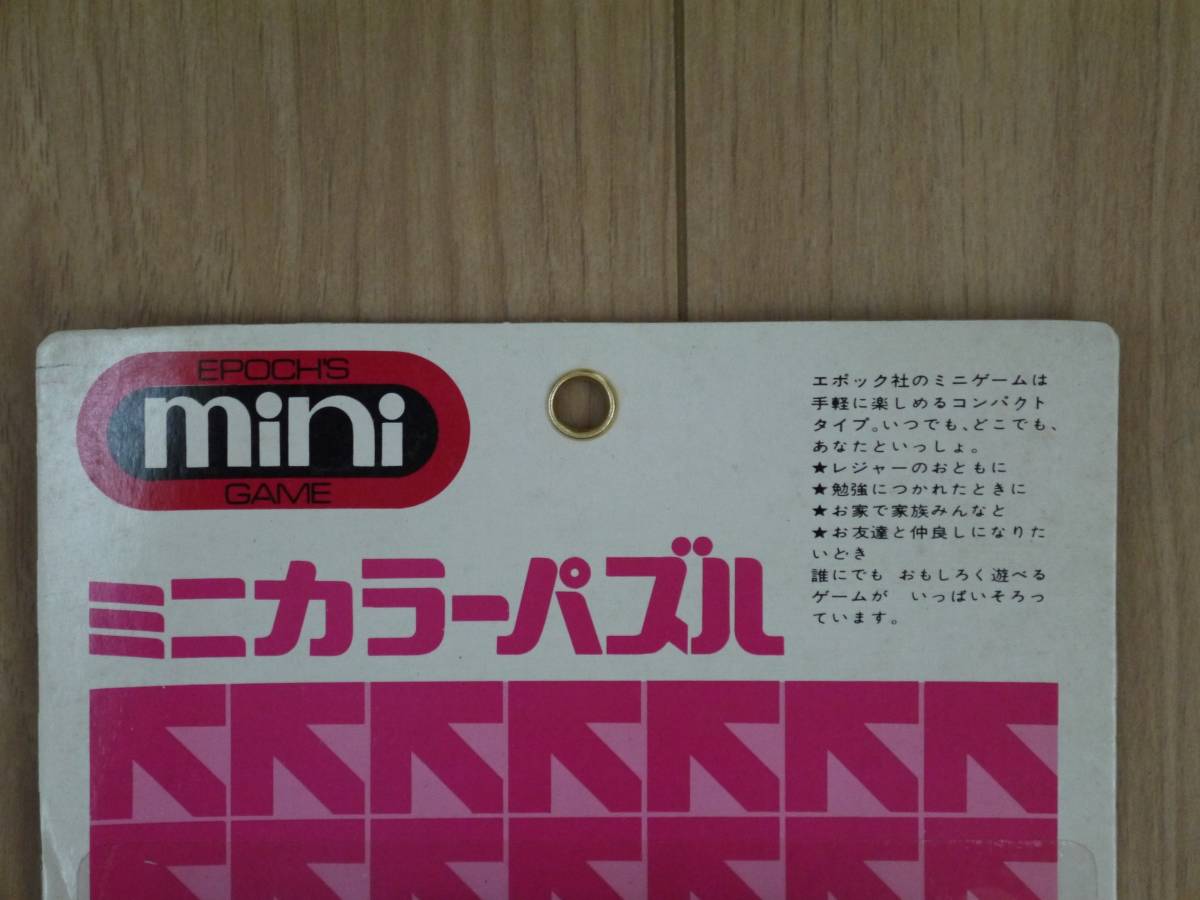 EPOCH'S
mini
GAME
ミニカラーパズル
エポック社のミニゲームは
手軽に楽しめるコンパクト
タイプ。いつでも、どこでも、
あなたといっしょ。
★レジャーのおともに
★勉強につかれたときに
★お家で家族みんなと
★お友達と仲良しになりた
いとき
誰にでも おもしろく遊べる
ゲームが いっぱいそろっ
ています。